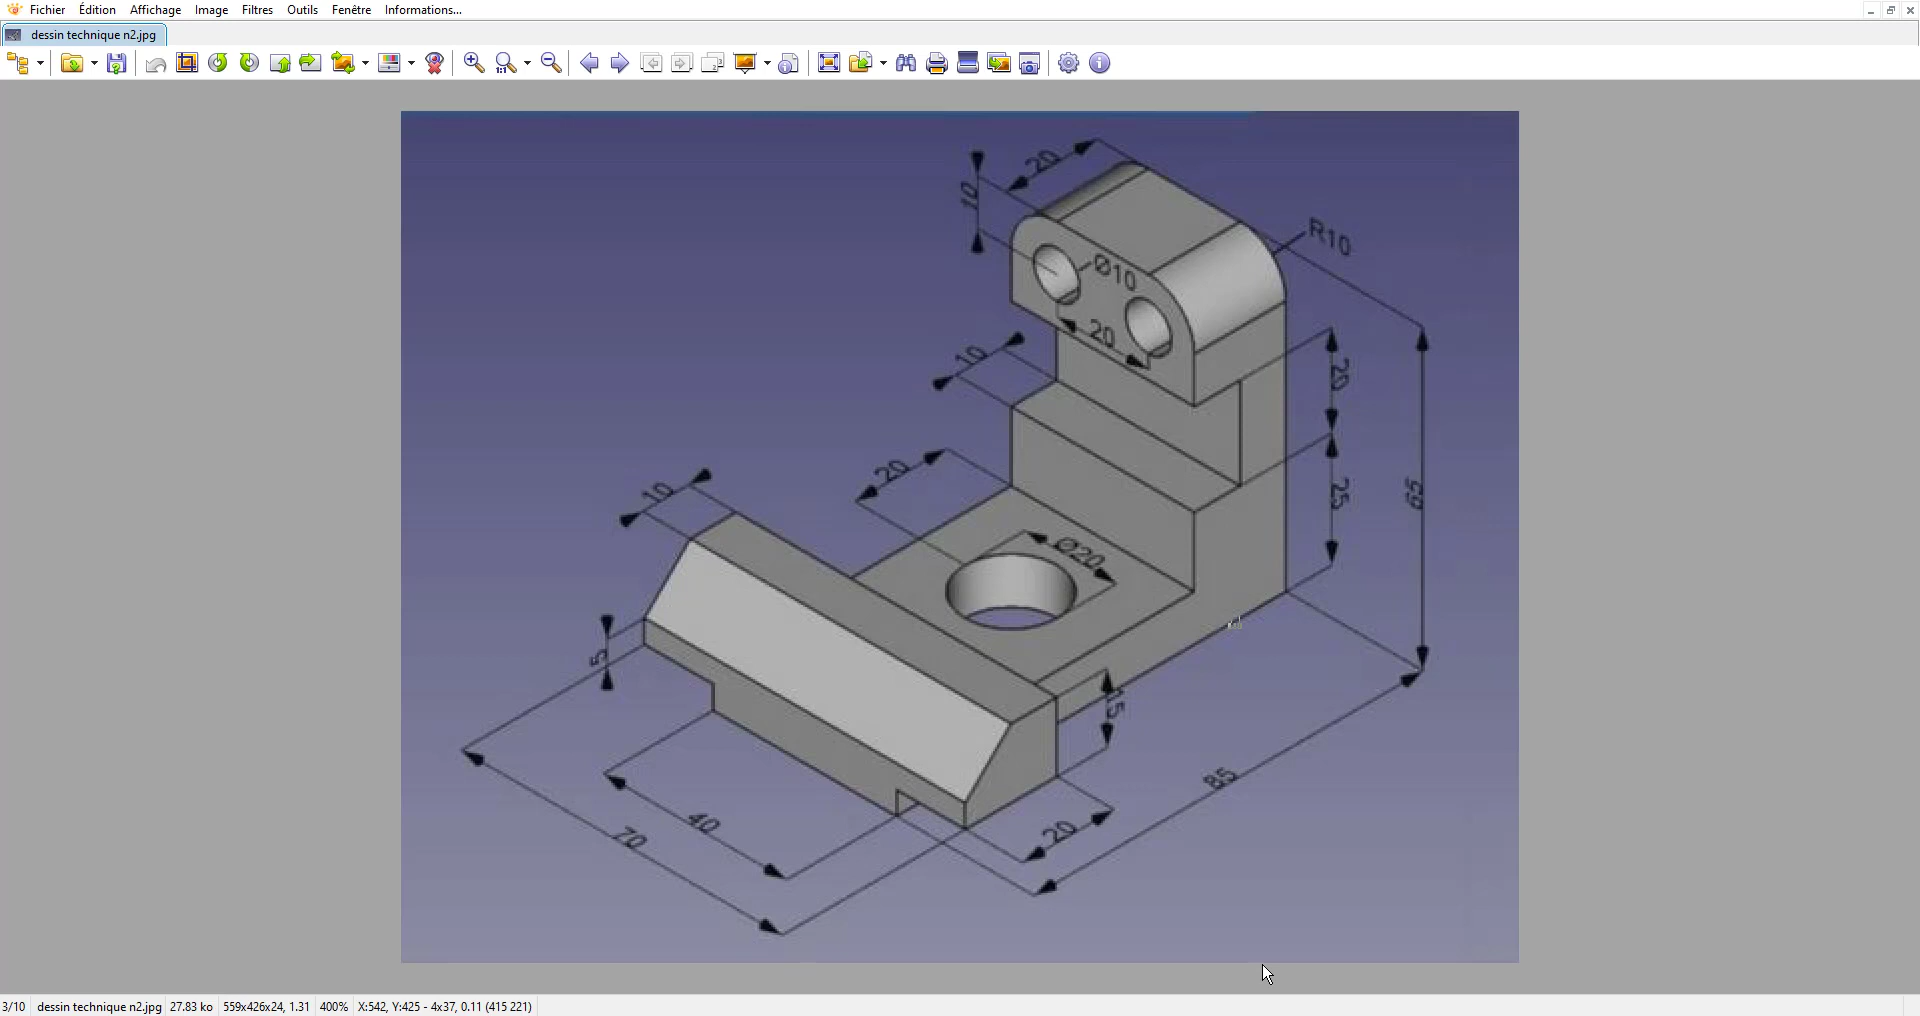 Fichier Édition Affichage Image Filtres Outils Fenêtre Informations...
dessin technique n2.jpg
1:1
20
10
R10
Ø10
20
10
20
20
10
25
65
Ø20
5
15
85
40
70
20
3/10 dessin technique n2.jpg 27.83 ko 559x426x24, 1.31 400% X:542, Y:425 - 4x37, 0.11 (415 221)